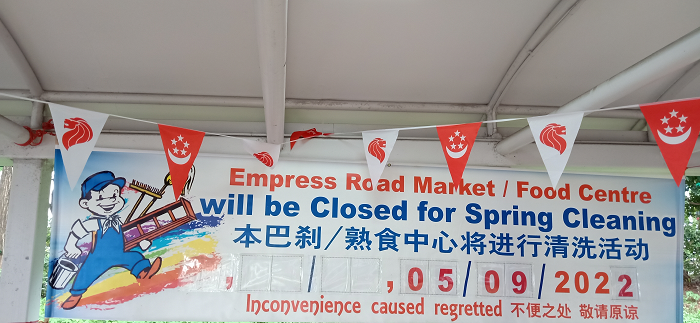 Empress Road Market / Food Centre
will be Closed for Spring Cleaning
本巴刹/熟食中心将进行清洗活动
, / , 05/09/2022
Inconvenience caused regretted 不便之处 敬请原谅